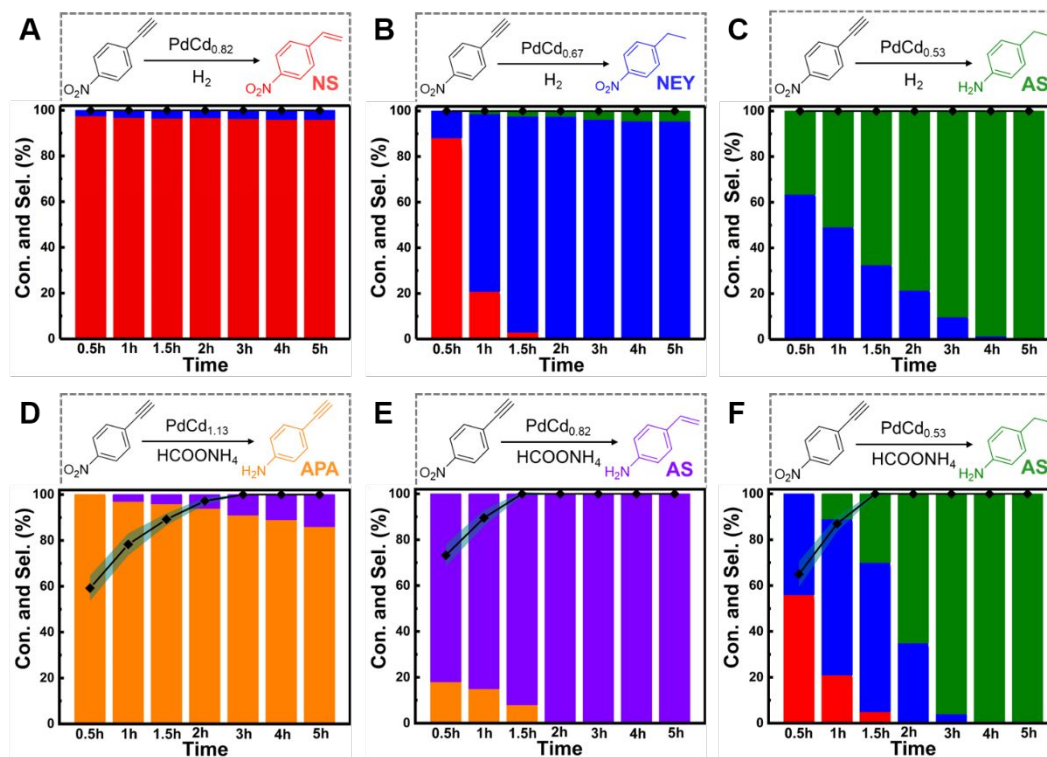 A
PdCd0.82
H2
O2N
O2N
NS
Con. and Sel. (%)
100
80
60
40
20
0
0.5h 1h 1.5h 2h 3h 4h 5h
Time
B
PdCd0.67
H2
O2N
O2N
NEY
Con. and Sel. (%)
100
80
60
40
20
0
0.5h 1h 1.5h 2h 3h 4h 5h
Time
C
PdCd0.53
H2
O2N
H2N
AS
Con. and Sel. (%)
100
80
60
40
20
0
0.5h 1h 1.5h 2h 3h 4h 5h
Time
D
PdCd1.13
HCOONH4
O2N
H2N
APA
Con. and Sel. (%)
100
80
60
40
20
0
0.5h 1h 1.5h 2h 3h 4h 5h
Time
E
PdCd0.82
HCOONH4
O2N
H2N
AS
Con. and Sel. (%)
100
80
60
40
20
0
0.5h 1h 1.5h 2h 3h 4h 5h
Time
F
PdCd0.53
HCOONH4
O2N
H2N
AS
Con. and Sel. (%)
100
80
60
40
20
0
0.5h 1h 1.5h 2h 3h 4h 5h
Time